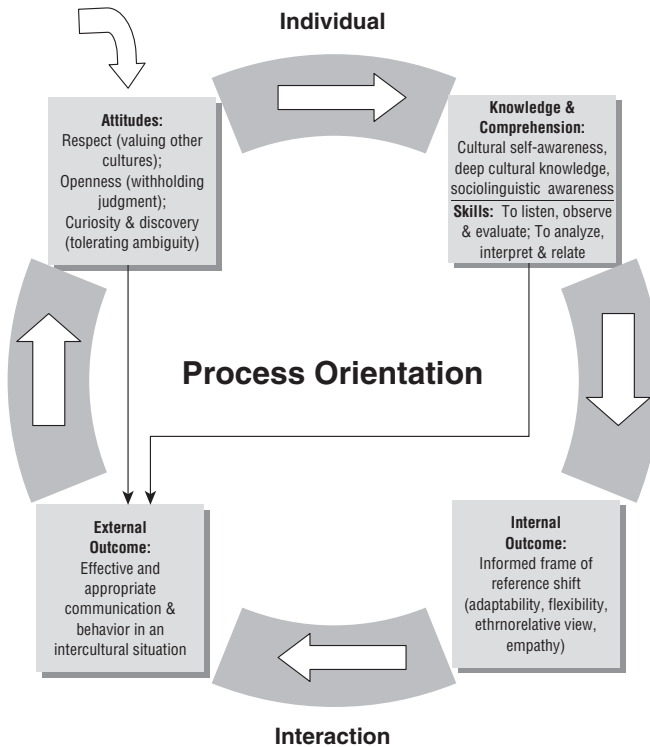 Individual
Attitudes:
Respect (valuing other
cultures);
Openness (withholding
judgment);
Curiosity & discovery
(tolerating ambiguity)
Knowledge &
Comprehension:
Cultural self-awareness,
deep cultural knowledge,
sociolinguistic awareness
Skills: To listen, observe
& evaluate; To analyze,
interpret & relate
Process Orientation
External
Outcome:
Effective and
appropriate
communication &
behavior in an
intercultural situation
Internal
Outcome:
Informed frame of
reference shift
(adaptability, flexibility,
ethrnorelative view,
empathy)
Interaction